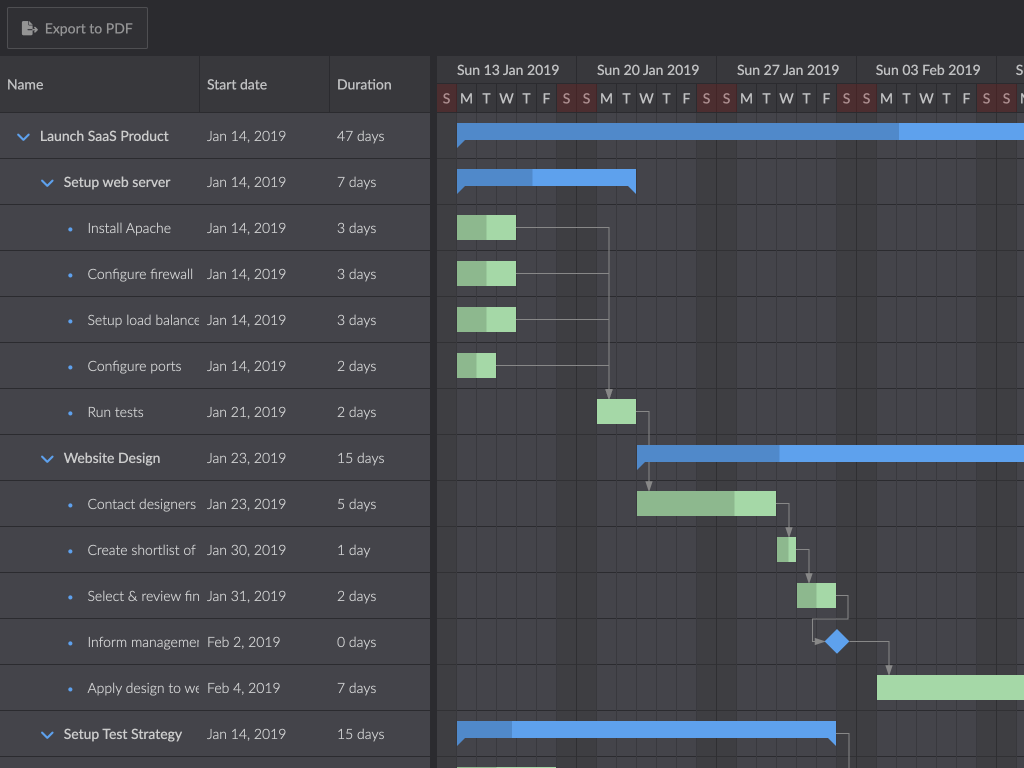 Export to PDF
Name Start date Duration
Sun 13 Jan 2019 Sun 20 Jan 2019 Sun 27 Jan 2019 Sun 03 Feb 2019 S
S M T W T F S S M T W T F S S M T W T F S S M T W T F S S
Launch SaaS Product Jan 14, 2019 47 days
Setup web server Jan 14, 2019 7 days
Install Apache Jan 14, 2019 3 days
Configure firewall Jan 14, 2019 3 days
Setup load balance Jan 14, 2019 3 days
Configure ports Jan 14, 2019 2 days
Run tests Jan 21, 2019 2 days
Website Design Jan 23, 2019 15 days
Contact designers Jan 23, 2019 5 days
Create shortlist of Jan 30, 2019 1 day
Select & review fin Jan 31, 2019 2 days
Inform managemer Feb 2, 2019 0 days
Apply design to we Feb 4, 2019 7 days
Setup Test Strategy Jan 14, 2019 15 days